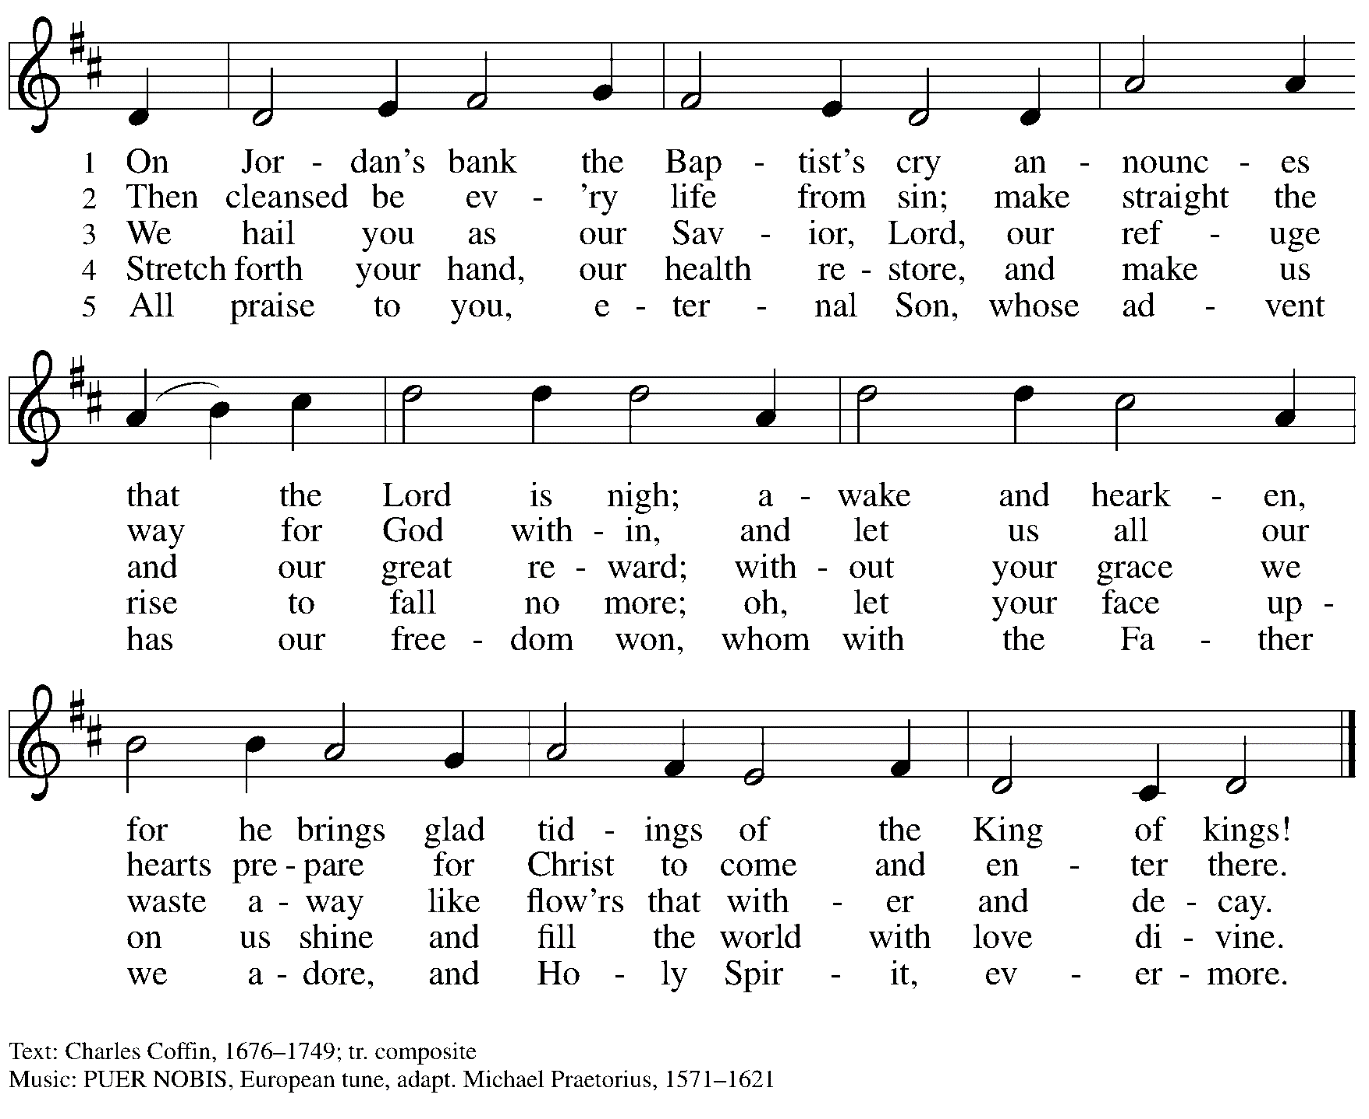 1 On Jor - dan's bank the Bap - tist's cry an - nounc - es
2 Then cleansed be ev - 'ry life from sin; make straight the
3 We hail you as our Sav - ior, Lord, our ref - uge
4 Stretch forth your hand, our health re - store, and make us
5 All praise to you, e - ter - nal Son, whose ad - vent
that the Lord is nigh; a - wake and heark - en,
way for God with - in, and let us all our
and our great re - ward; with - out your grace we
rise to fall no more; oh, let your face up -
has our free - dom won, whom with the Fa - ther
for he brings glad tid - ings of the King of kings!
hearts pre - pare for Christ to come and en - ter there.
waste a - way like flow'rs that with - er and de - cay.
on us shine and fill the world with love di - vine.
we a - dore, and Ho - ly Spir - it, ev - er - more.
Text: Charles Coffin, 1676–1749; tr. composite
Music: PUER NOBIS, European tune, adapt. Michael Praetorius, 1571–1621